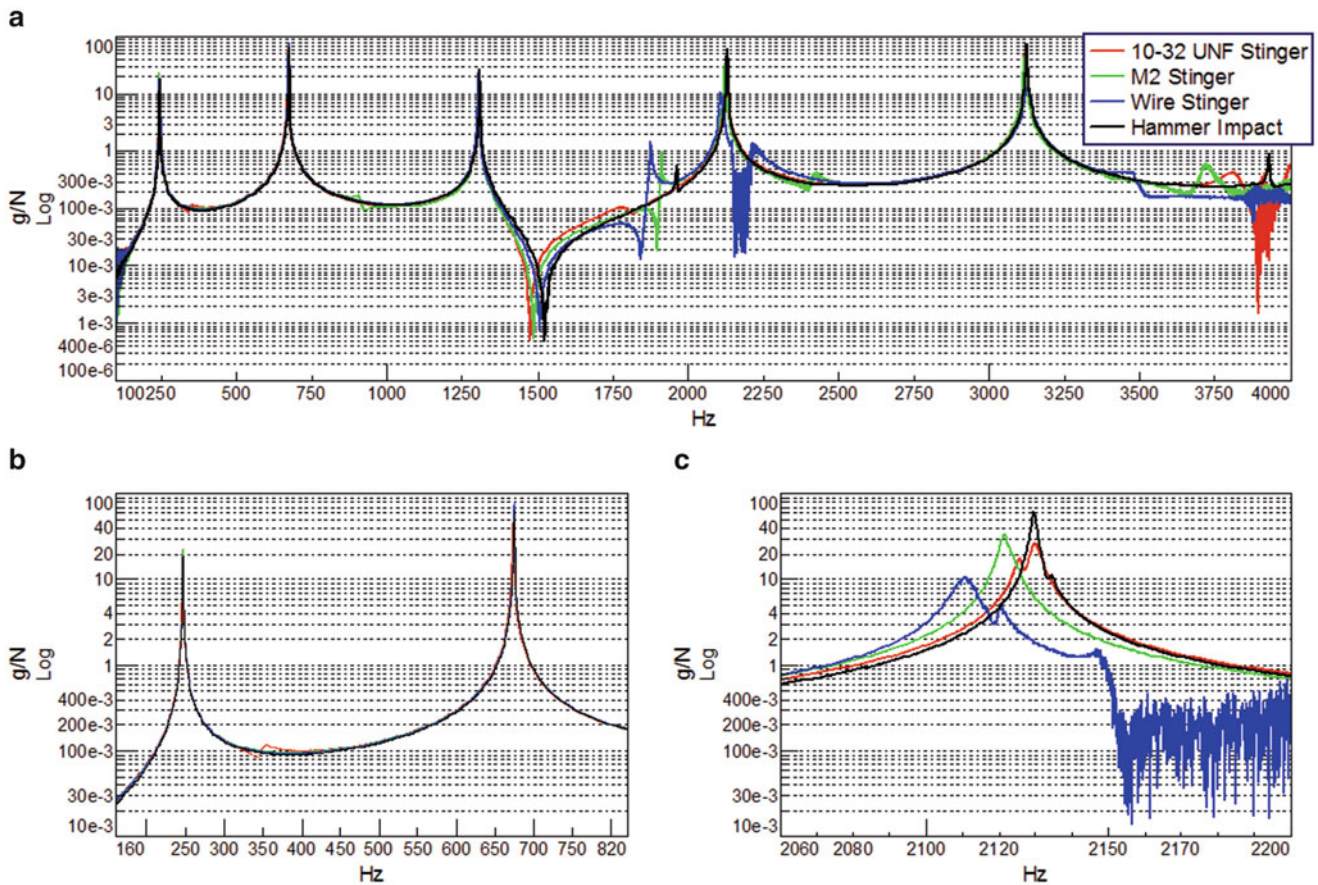 a
100
10
3
1
300e-3
100e-3
30e-3
10e-3
3e-3
1e-3
400e-6
100e-6
g/N
Log
10-32 UNF Stinger
M2 Stinger
Wire Stinger
Hammer Impact
100 250 500 750 1000 1250 1500 1750 2000 2250 2500 2750 3000 3250 3500 3750 4000
Hz
b
100
40
20
10
4
2
1
400e-3
200e-3
100e-3
30e-3
10e-3
g/N
Log
160 250 300 350 400 450 500 550 600 650 700 750 820
Hz
c
100
40
20
10
4
2
1
400e-3
200e-3
100e-3
30e-3
10e-3
g/N
Log
2060 2080 2100 2120 2150 2170 2200
Hz